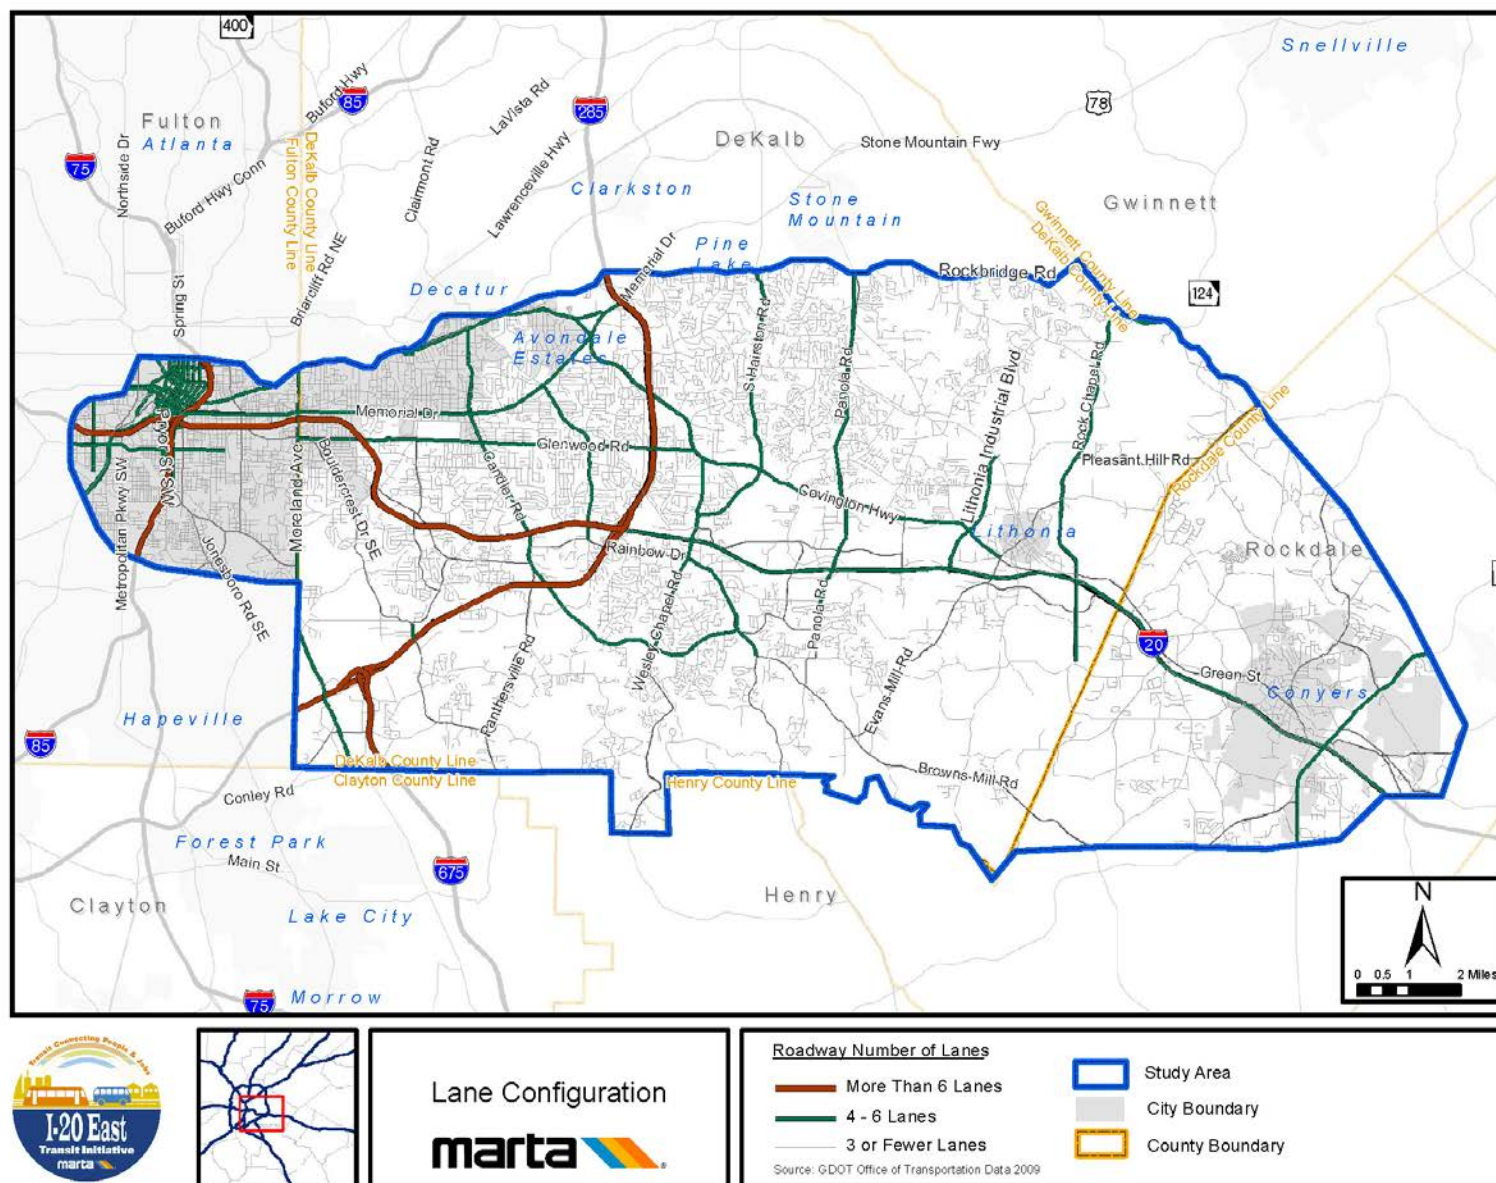 400
Snellville
Buford Hwy
85
LaVista Rd
285
78
Fulton
Atlanta
DeKalb
Stone Mountain Fwy
75
Northside Dr
DeKalb County Line
Fulton County Line
Clairmont Rd
Lawrenceville Hwy
Buford Hwy Conn
Clarkston
Stone
Mountain
Gwinnett
Gwinnett County Line
DeKalb County Line
Pine
Lake
Memorial Dr
Rockbridge Rd
Briarcliff Rd NE
Spring St
Decatur
124
Avondale
Estates
S Hairston Rd
Panola Rd
Lithonia Industrial Blvd
Rock Chapel Rd
Memorial Dr
Glenwood Rd
Rockdale County Line
Pleasant Hill Rd
Pryor St SW
Metropolitan Pkwy SW
Moreland Ave
Bouldercrest Dr SE
Candler Rd
Covington Hwy
Lithonia
Rockdale
Jonesboro Rd SE
Rainbow Dr
Wesley Chapel Rd
Panola Rd
20
Panthersville Rd
Evans Mill Rd
Green St
Conyers
Hapeville
85
DeKalb County Line
Clayton County Line
Henry County Line
Browns Mill Rd
Conley Rd
Forest Park
Main St
675
Clayton
Lake City
Henry
75
Morrow
N
0 0.5 1 2 Miles
Transit Connecting People & Jobs
I-20 East
Transit Initiative
marta
Lane Configuration
marta
Roadway Number of Lanes
More Than 6 Lanes
4 - 6 Lanes
3 or Fewer Lanes
Source: GDOT Office of Transportation Data 2009
Study Area
City Boundary
County Boundary